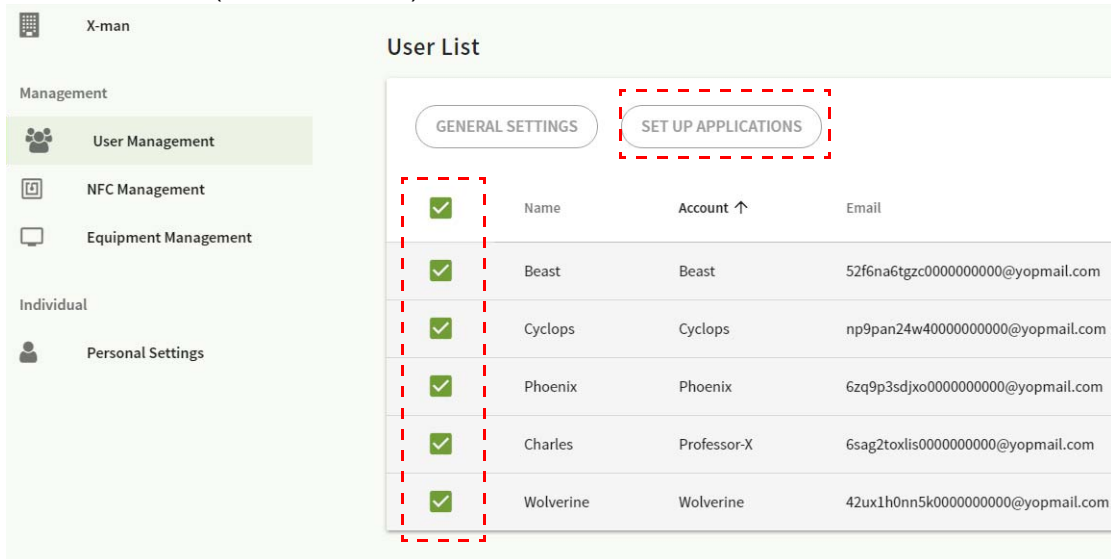 X-man
User List
Management
GENERAL SETTINGS SET UP APPLICATIONS
User Management
NFC Management
Name Account ↑ Email
Equipment Management
Beast Beast 52f6na6tgzc0000000000@yopmail.com
Individual
Cyclops Cyclops np9pan24w40000000000@yopmail.com
Personal Settings
Phoenix Phoenix 6zq9p3sdjxo0000000000@yopmail.com
Charles Professor-X 6sag2toxlis0000000000@yopmail.com
Wolverine Wolverine 42ux1h0nn5k0000000000@yopmail.com